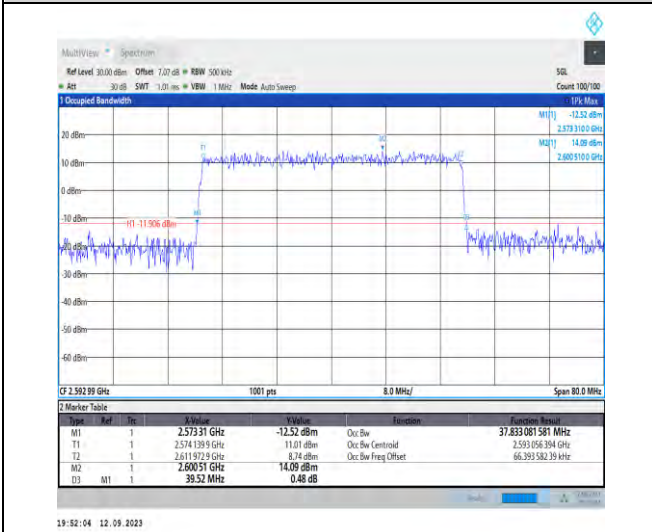 MultiView Spectrum
Ref Level 30.00 dBm Offset 7.07 dB RBW 500 kHz SGL
Att 30 dB SWT 1.01 ms VBW 1 MHz Mode Auto Sweep Count 100/100
1 Occupied Bandwidth 1Pk Max
M1[1] -12.52 dBm
2.573 310 0 GHz
20 dBm M2[1] 14.09 dBm
2.600 510 0 GHz
T1
10 dBm
0 dBm
-10 dBm
H1 -11.906 dBm
-20 dBm
-30 dBm
-40 dBm
-50 dBm
-60 dBm
CF 2.592 99 GHz 1001 pts 8.0 MHz/ Span 80.0 MHz
2 Marker Table
Type Ref Trc X-Value Y-Value Function Function Result
M1 1 2.573 31 GHz -12.52 dBm Occ Bw 37.833 081 581 MHz
T1 1 2.574 139 9 GHz 11.01 dBm Occ Bw Centroid 2.593 056 394 GHz
T2 1 2.611 972 9 GHz 8.74 dBm Occ Bw Freq Offset 66.393 582 39 kHz
M2 1 2.600 51 GHz 14.09 dBm
D3 M1 1 39.52 MHz 0.48 dB
19:52:04 12.09.2023